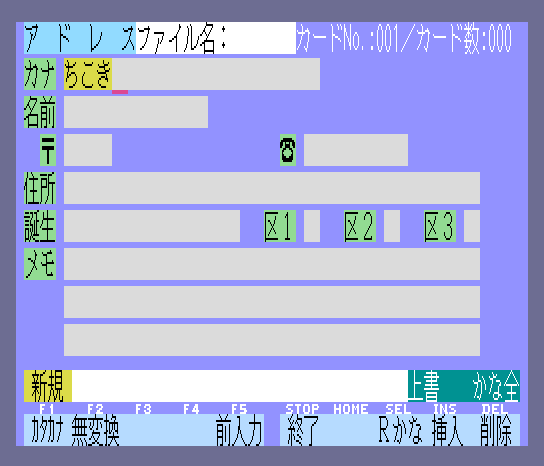 アドレスファイル名： カードNo.:001／カード数:000
カナ ちこき
名前
〒 ☎
住所
誕生 区1 区2 区3
メモ
新規 上書 かな全
F1 F2 F3 F4 F5 STOP HOME SEL INS DEL
カタカナ 無変換 前入力 終了 Rかな 挿入 削除